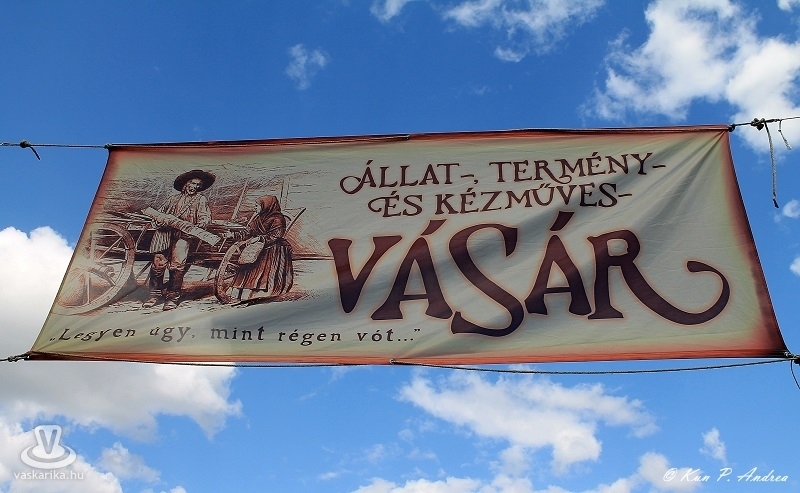 ÁLLAT-, TERMÉNY-
ÉS KÉZMŰVES-
VÁSÁR
„Legyen úgy, mint régen vót..."
vaskarika.hu
© Kun P. Andrea